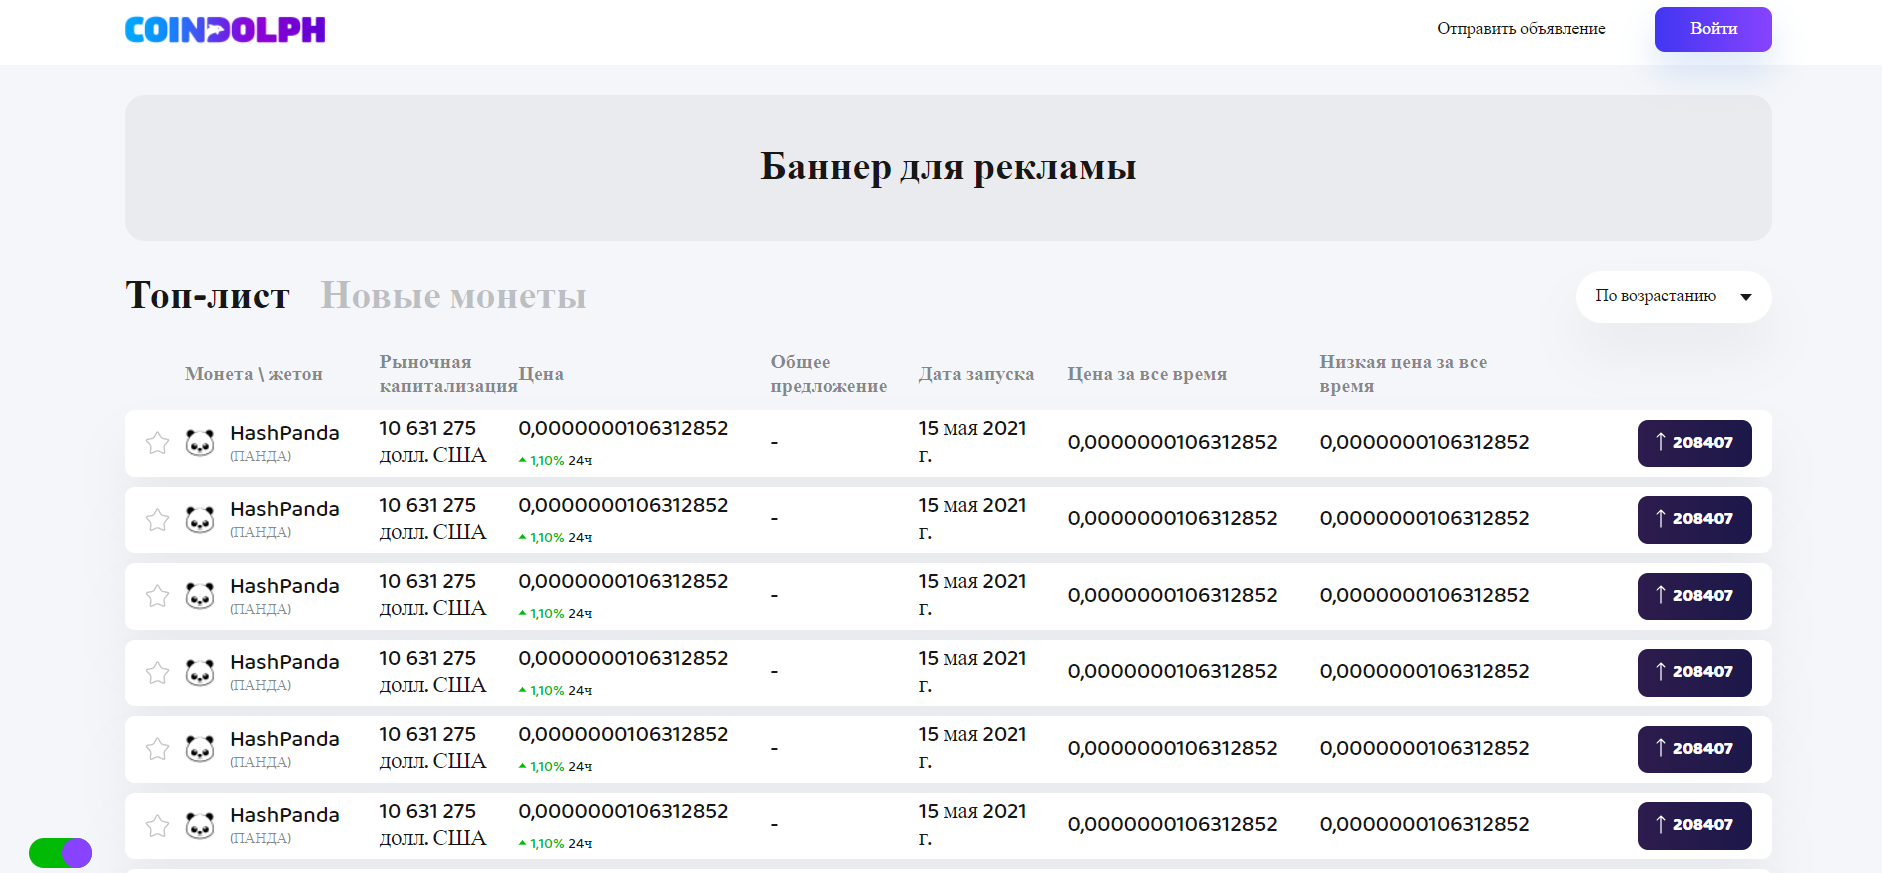 COINDOLPH
Отправить объявление
Войти
Баннер для рекламы
Топ-лист Новые монеты
По возрастанию
Монета \ жетон
Рыночная
капитализация
Цена
Общее
предложение
Дата запуска
Цена за все время
Низкая цена за все
время
HashPanda
(ПАНДА)
10 631 275
долл. США
0,0000000106312852
1,10% 24ч
-
15 мая 2021
г.
0,0000000106312852
0,0000000106312852
208407
HashPanda
(ПАНДА)
10 631 275
долл. США
0,0000000106312852
1,10% 24ч
-
15 мая 2021
г.
0,0000000106312852
0,0000000106312852
208407
HashPanda
(ПАНДА)
10 631 275
долл. США
0,0000000106312852
1,10% 24ч
-
15 мая 2021
г.
0,0000000106312852
0,0000000106312852
208407
HashPanda
(ПАНДА)
10 631 275
долл. США
0,0000000106312852
1,10% 24ч
-
15 мая 2021
г.
0,0000000106312852
0,0000000106312852
208407
HashPanda
(ПАНДА)
10 631 275
долл. США
0,0000000106312852
1,10% 24ч
-
15 мая 2021
г.
0,0000000106312852
0,0000000106312852
208407
HashPanda
(ПАНДА)
10 631 275
долл. США
0,0000000106312852
1,10% 24ч
-
15 мая 2021
г.
0,0000000106312852
0,0000000106312852
208407